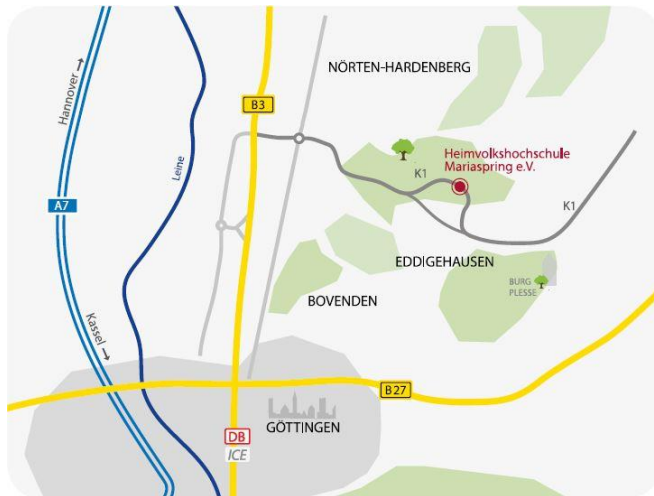 Hannover →
NÖRTEN-HARDENBERG
B3
Leine
Heimvolkshochschule
Mariaspring e.V.
K1
K1
A7
EDDIGEHAUSEN
BURG
PLESSE
BOVENDEN
Kassel →
B27
GÖTTINGEN
DB
ICE